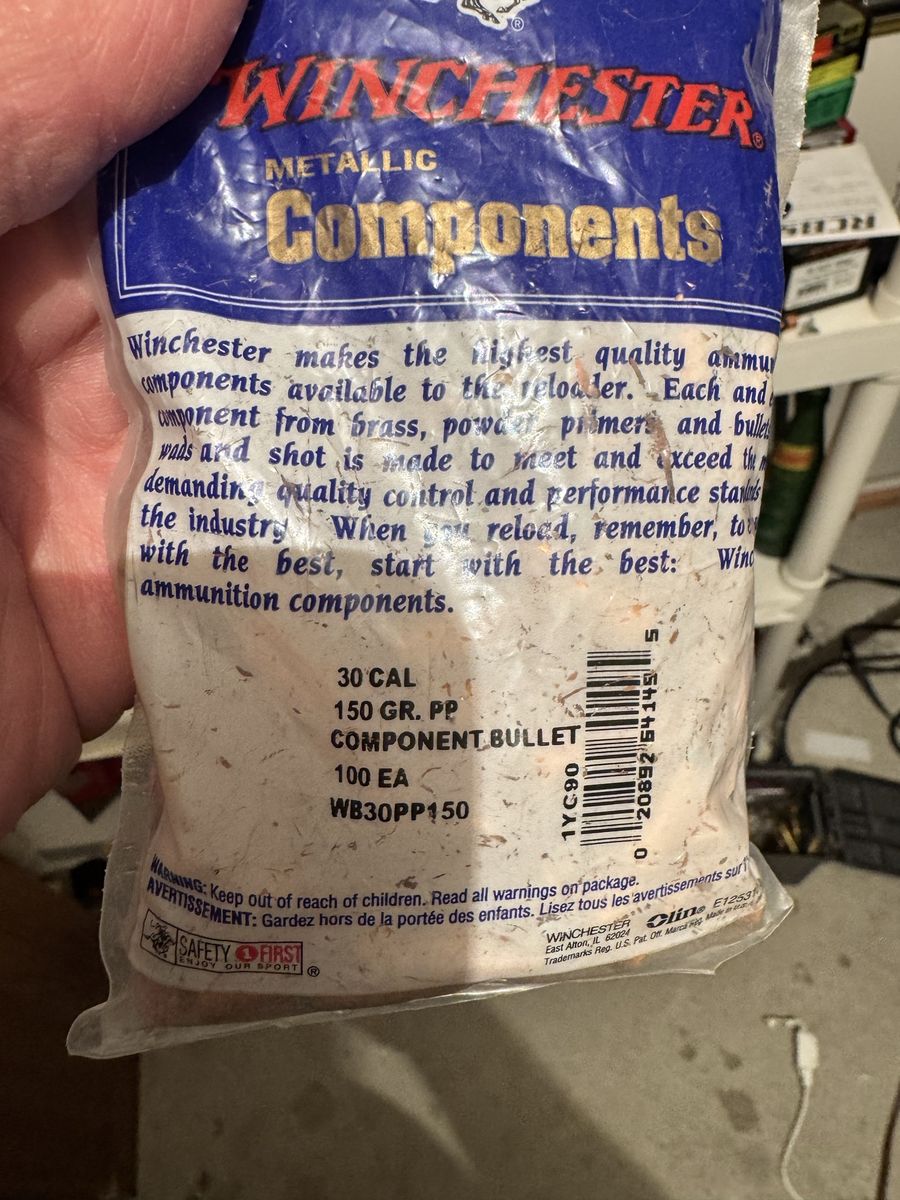 WINCHESTER®
METALLIC
Components
RCBS
Winchester makes the highest quality
components available to the reloader. Each and
component from brass, powder primers and bullets
wads and shot is made to meet and exceed the
demanding quality control and performance
the industry When you reload, remember, to
with the best, start with the best:
ammunition components.
30 CAL
150 GR. PP
COMPONENT BULLET
100 EA
WB30PP150
1YC90
0 20892 64145 5
WARNING: Keep out of reach of children. Read all warnings on package.
AVERTISSEMENT: Gardez hors de la portée des enfants. Lisez tous les avertissements sur
SAFETY 1 FIRST
ENJOY OUR SPORT ®
WINCHESTER Olin®
East Alton, IL 62024
Trademarks Reg. U.S. Pat. Off. Marca Reg.